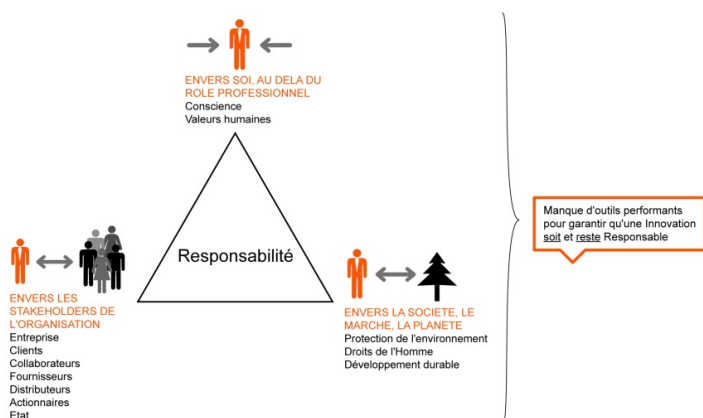 ENVERS SOI, AU DELA DU
ROLE PROFESSIONNEL
Conscience
Valeurs humaines
Responsabilité
ENVERS LES
STAKEHOLDERS DE
L'ORGANISATION
Entreprise
Clients
Collaborateurs
Fournisseurs
Distributeurs
Actionnaires
Etat
ENVERS LA SOCIETE, LE
MARCHE, LA PLANETE
Protection de l'environnement
Droits de l'Homme
Développement durable
Manque d'outils performants
pour garantir qu'une Innovation
soit et reste Responsable